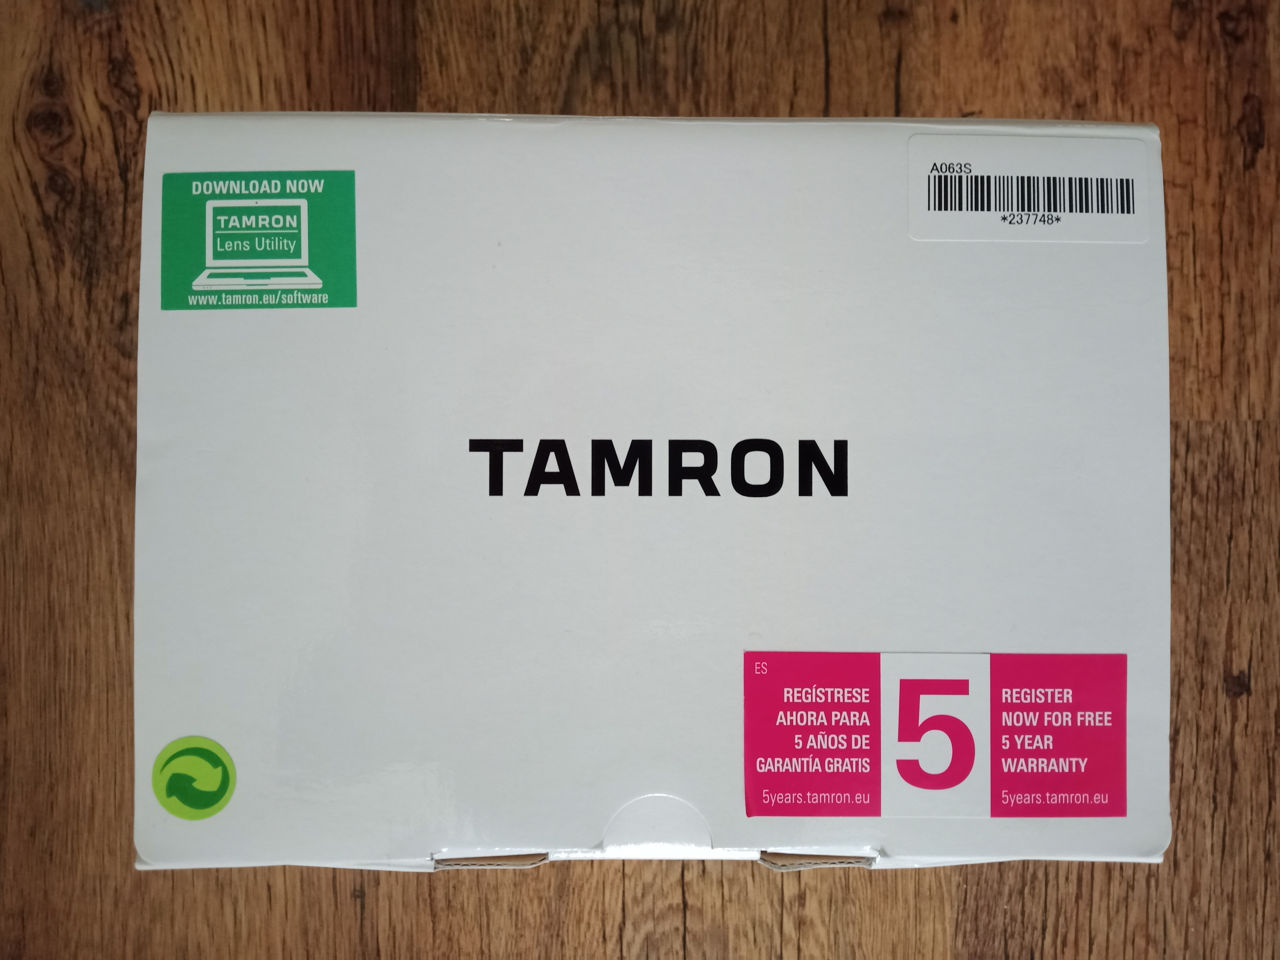 DOWNLOAD NOW
TAMRON
Lens Utility
www.tamron.eu/software
A063S
*237748*
TAMRON
ES
REGÍSTRESE
AHORA PARA
5 AÑOS DE
GARANTÍA GRATIS
5years.tamron.eu
5
REGISTER
NOW FOR FREE
5 YEAR
WARRANTY
5years.tamron.eu